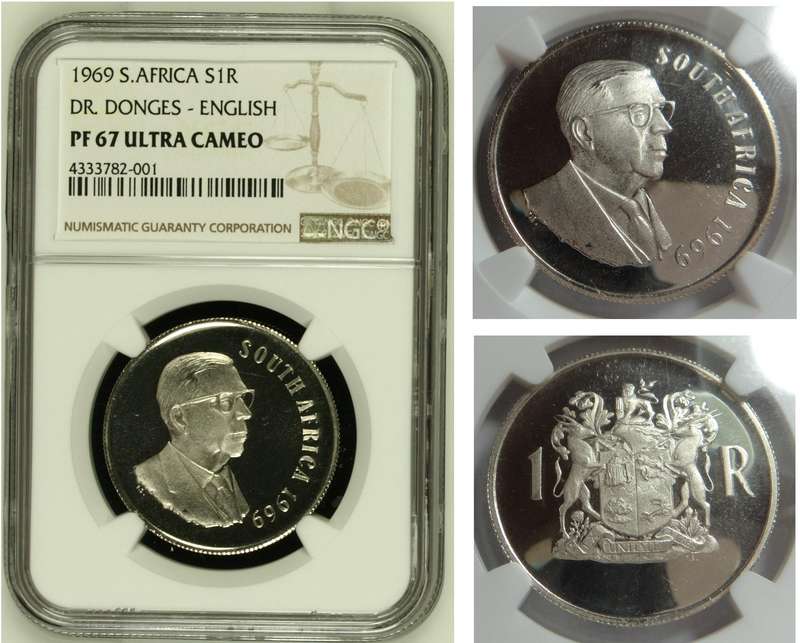 1969 S.AFRICA S1R
DR. DONGES - ENGLISH
PF 67 ULTRA CAMEO
4333782-001
NUMISMATIC GUARANTY CORPORATION
NGC
SOUTH AFRICA 1969
SOUTH AFRICA 1969
1 R